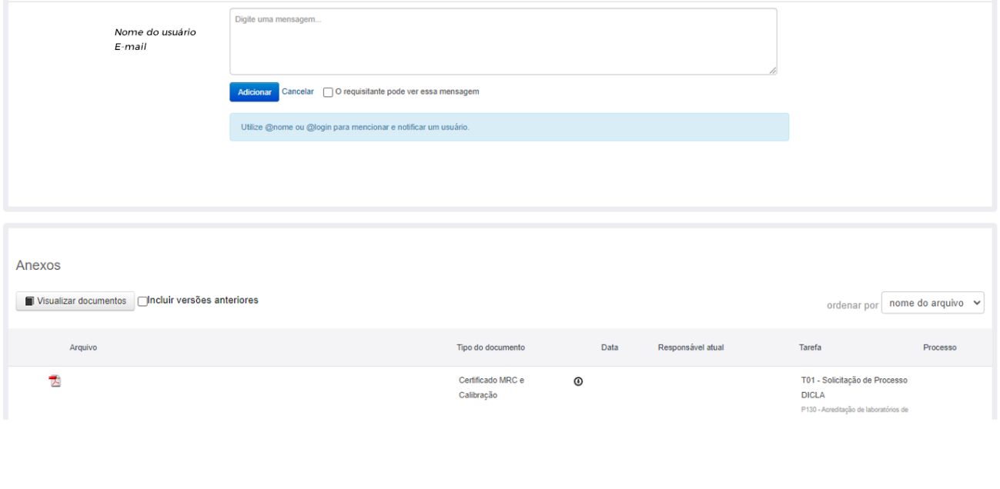 Digite uma mensagem...
Nome do usuário
E-mail
Adicionar Cancelar O requisitante pode ver essa mensagem
Utilize @nome ou @login para mencionar e notificar um usuário.
Anexos
Visualizar documentos Incluir versões anteriores
ordenar por nome do arquivo
Arquivo Tipo do documento Data Responsável atual Tarefa Processo
Certificado MRC e
Calibração
T01 - Solicitação de Processo
DICLA
P130 - Acreditação de laboratórios de